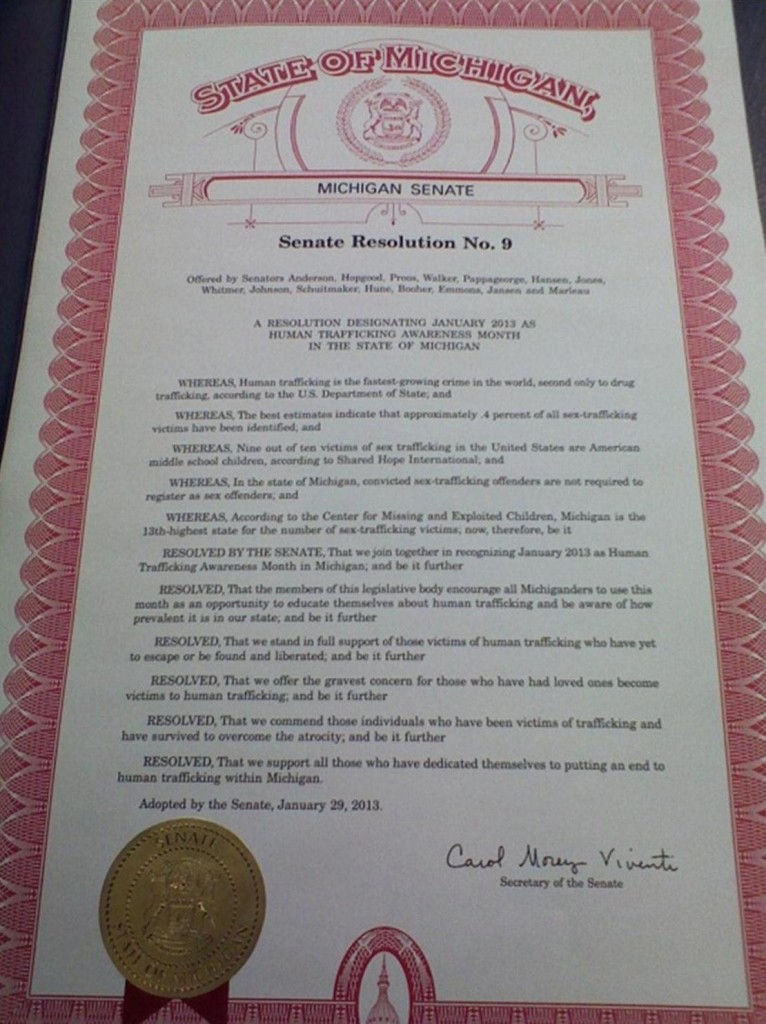 STATE OF MICHIGAN,
MICHIGAN SENATE
Senate Resolution No. 9
Offered by Senators Anderson, Hopgood, Proos, Walker, Pappageorge, Hansen, Jones,
Whitmer, Johnson, Schuitmaker, Hune, Booher, Emmons, Jansen and Marleau
A RESOLUTION DESIGNATING JANUARY 2013 AS
HUMAN TRAFFICKING AWARENESS MONTH
IN THE STATE OF MICHIGAN
WHEREAS, Human trafficking is the fastest-growing crime in the world, second only to drug
trafficking, according to the U.S. Department of State; and
WHEREAS, The best estimates indicate that approximately .4 percent of all sex-trafficking
victims have been identified; and
WHEREAS, Nine out of ten victims of sex trafficking in the United States are American
middle school children, according to Shared Hope International; and
WHEREAS, In the state of Michigan, convicted sex-trafficking offenders are not required to
register as sex offenders; and
WHEREAS, According to the Center for Missing and Exploited Children, Michigan is the
13th-highest state for the number of sex-trafficking victims; now, therefore, be it
RESOLVED BY THE SENATE, That we join together in recognizing January 2013 as Human
Trafficking Awareness Month in Michigan; and be it further
RESOLVED, That the members of this legislative body encourage all Michiganders to use this
month as an opportunity to educate themselves about human trafficking and be aware of how
prevalent it is in our state; and be it further
RESOLVED, That we stand in full support of those victims of human trafficking who have yet
to escape or be found and liberated; and be it further
RESOLVED, That we offer the gravest concern for those who have had loved ones become
victims to human trafficking; and be it further
RESOLVED, That we commend those individuals who have been victims of trafficking and
have survived to overcome the atrocity; and be it further
RESOLVED, That we support all those who have dedicated themselves to putting an end to
human trafficking within Michigan.
Adopted by the Senate, January 29, 2013.
Carol Morey Viventi
Secretary of the Senate
SENATE
STATE OF MICHIGAN